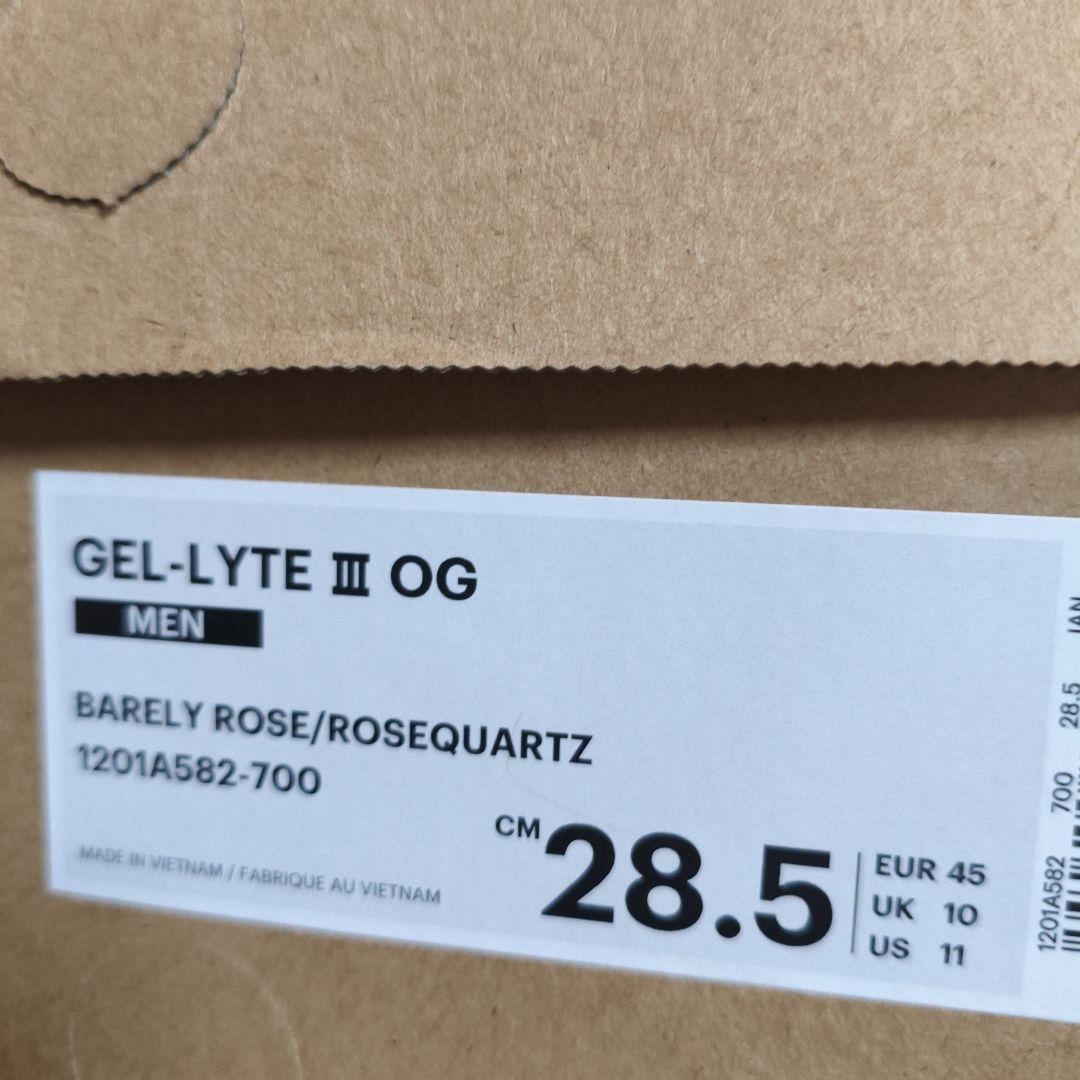 GEL-LYTE III OG
MEN
BARELY ROSE/ROSEQUARTZ
1201A582-700
MADE IN VIETNAM / FABRIQUE AU VIETNAM
CM 28.5
EUR 45
UK 10
US 11
1201A582 700 28.5 JAN